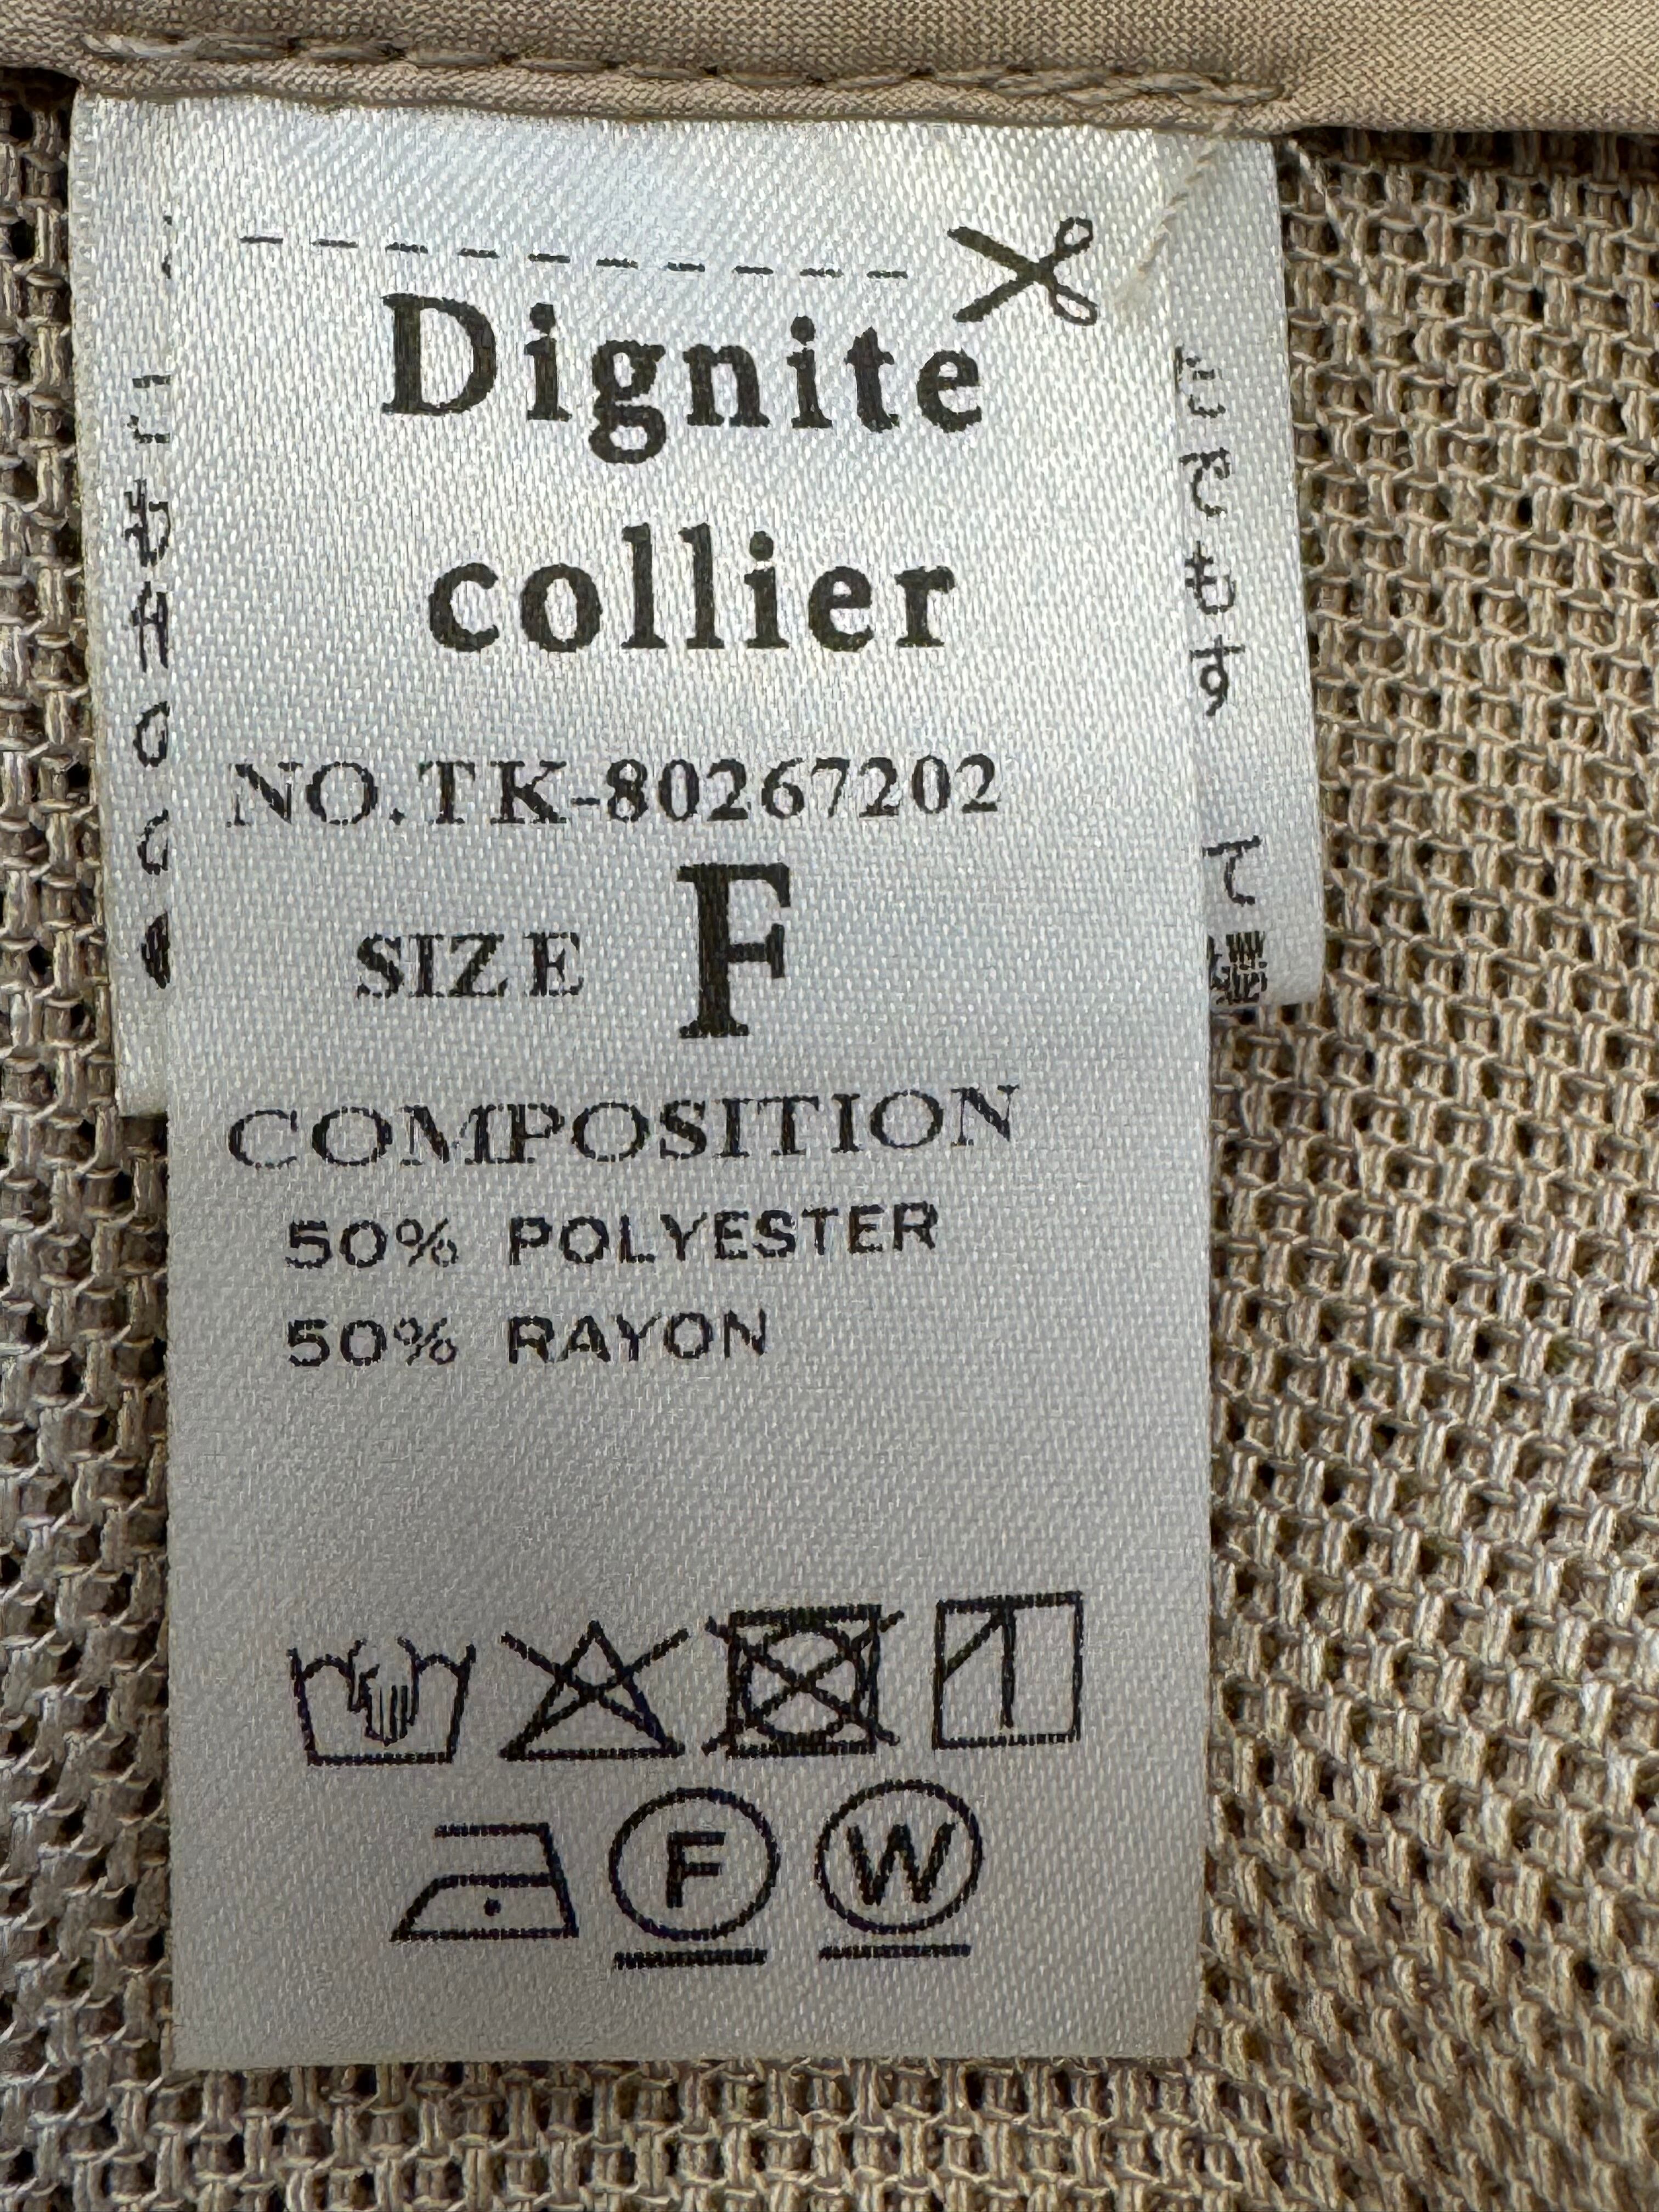 Dignite
collier
NO.TK-80267202
SIZE F
COMPOSITION
50% POLYESTER
50% RAYON
F W